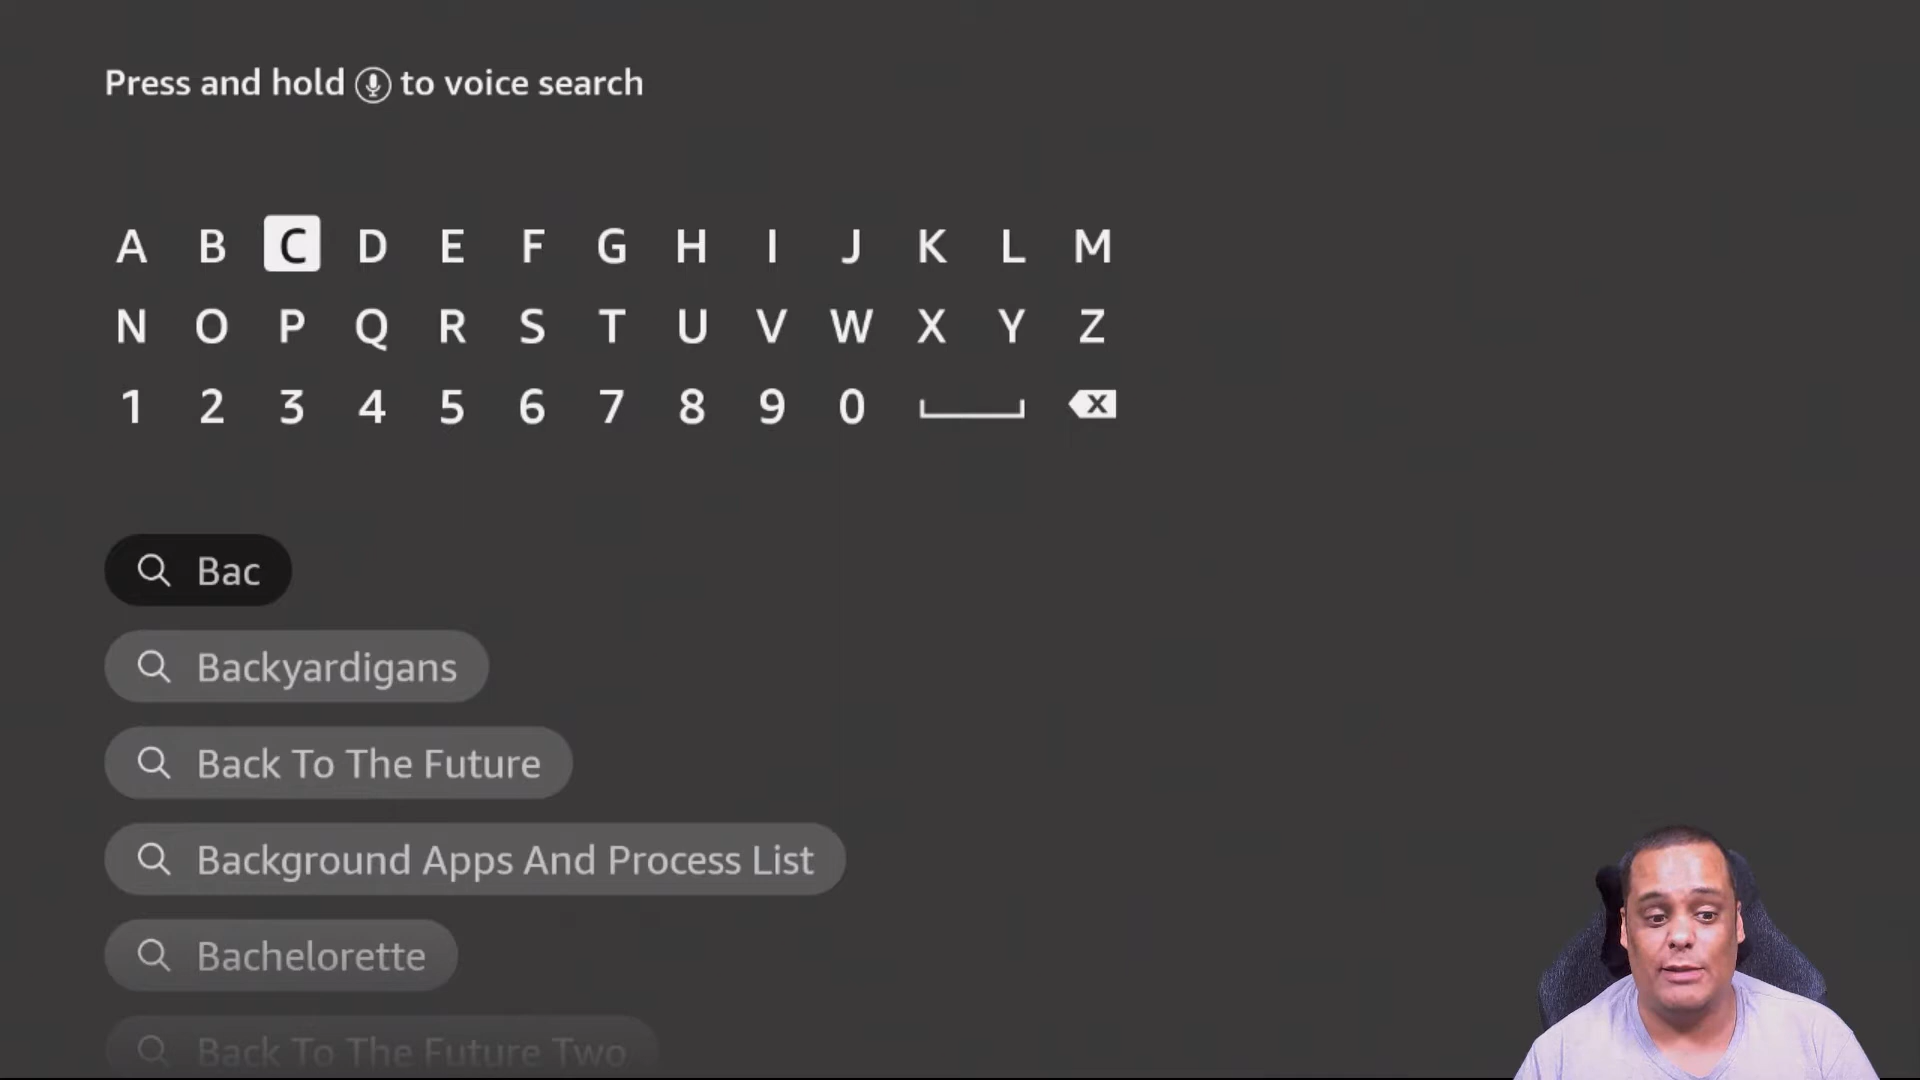 Press and hold to voice search
A B C D E F G H I J K L M
N O P Q R S T U V W X Y Z
1 2 3 4 5 6 7 8 9 0
Bac
Backyardigans
Back To The Future
Background Apps And Process List
Bachelorette
Back To The Future Two